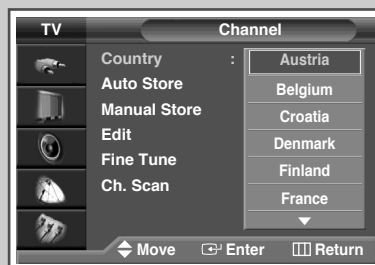 TV Channel
Country : Austria
Auto Store Belgium
Manual Store Croatia
Edit Denmark
Fine Tune Finland
Ch. Scan France
Move Enter Return